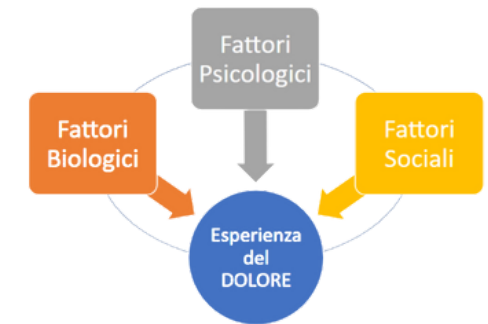 Fattori
Psicologici
Fattori
Biologici
Fattori
Sociali
Esperienza
del
DOLORE